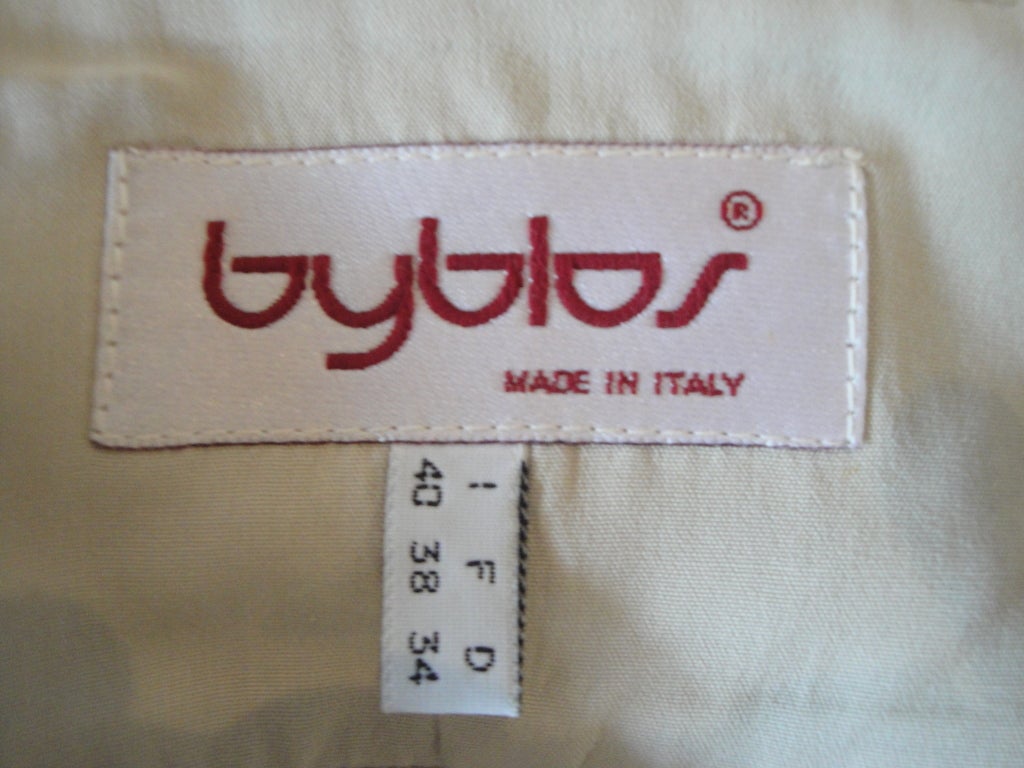 byblos ®
MADE IN ITALY
I F D
40 38 34